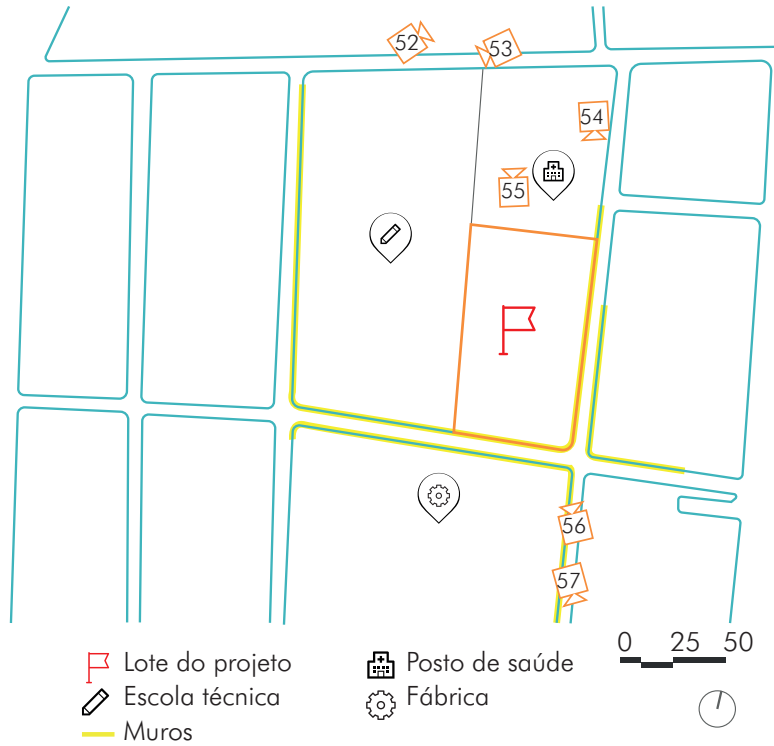 52
53
54
55
56
57
0 25 50
Lote do projeto
Posto de saúde
Escola técnica
Fábrica
Muros